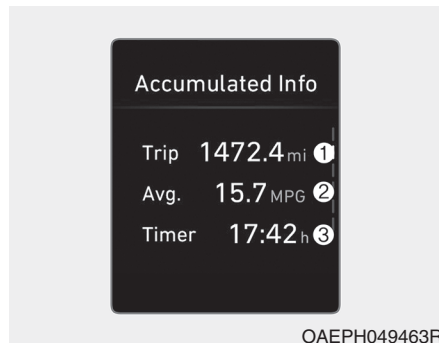 Accumulated Info
Trip 1472.4 mi ①
Avg. 15.7 MPG ②
Timer 17:42 h ③
OAEPH049463R